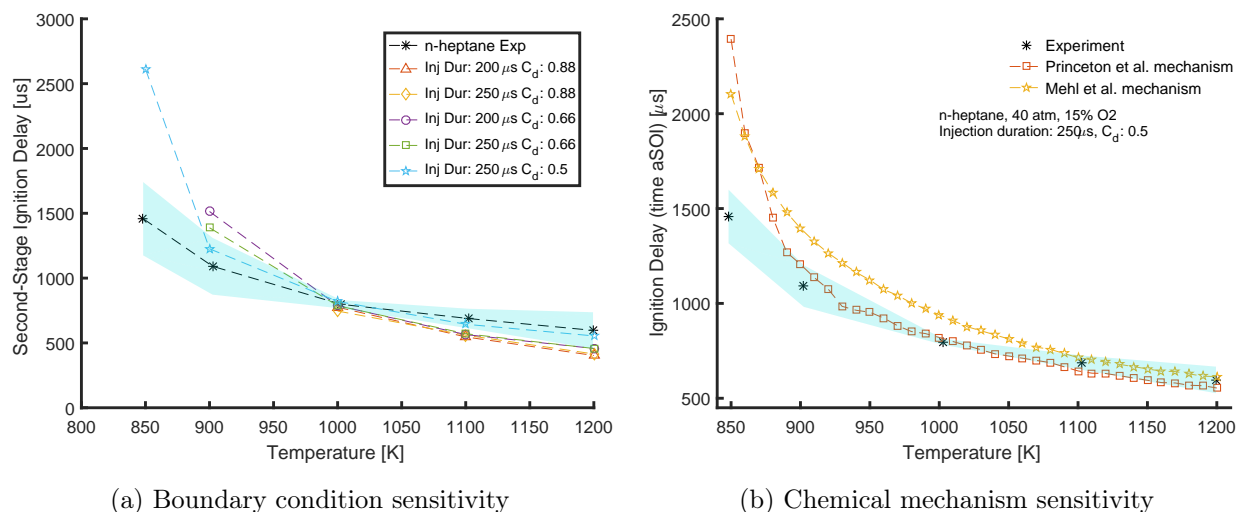 3000
2500
2000
1500
1000
500
0
800
850
900
950
1000
1050
1100
1150
1200
Second-Stage Ignition Delay [us]
Temperature [K]
n-heptane Exp
Inj Dur: 200 μs C_d: 0.88
Inj Dur: 250 μs C_d: 0.88
Inj Dur: 200 μs C_d: 0.66
Inj Dur: 250 μs C_d: 0.66
Inj Dur: 250 μs C_d: 0.5
(a) Boundary condition sensitivity
2500
2000
1500
1000
500
850
900
950
1000
1050
1100
1150
1200
Ignition Delay (time aSOI) [μs]
Temperature [K]
Experiment
Princeton et al. mechanism
Mehl et al. mechanism
n-heptane, 40 atm, 15% O2
Injection duration: 250μs, C_d: 0.5
(b) Chemical mechanism sensitivity